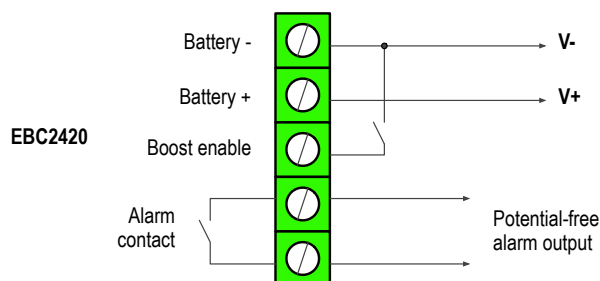 Battery -
V-
Battery +
V+
EBC2420
Boost enable
Alarm
contact
Potential-free
alarm output